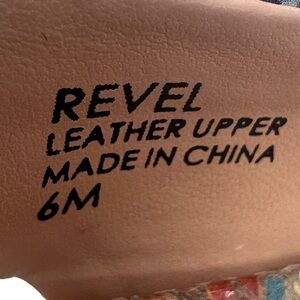 REVEL
LEATHER UPPER
MADE IN CHINA
6M